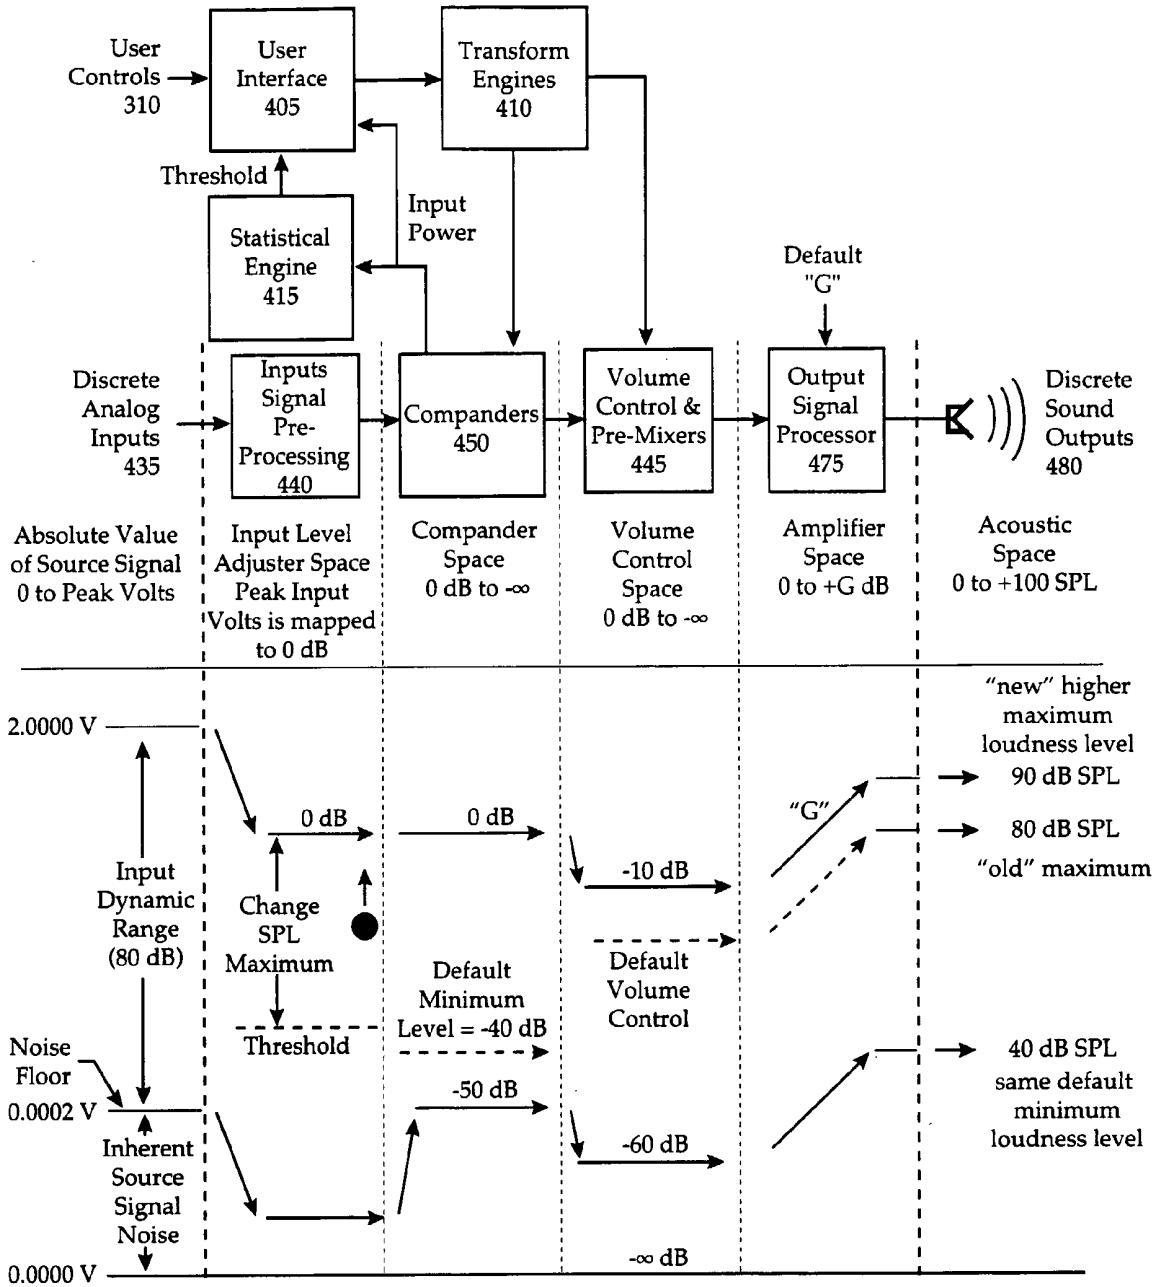 User
Controls
310
User
Interface
405
Transform
Engines
410
Threshold
Input
Power
Statistical
Engine
415
Default
"G"
Discrete
Analog
Inputs
435
Inputs
Signal
Pre-
Processing
440
Companders
450
Volume
Control &
Pre-Mixers
445
Output
Signal
Processor
475
Discrete
Sound
Outputs
480
Absolute Value
of Source Signal
0 to Peak Volts
Input Level
Adjuster Space
Peak Input
Volts is mapped
to 0 dB
Compander
Space
0 dB to -∞
Volume
Control
Space
0 dB to -∞
Amplifier
Space
0 to +G dB
Acoustic
Space
0 to +100 SPL
2.0000 V
Input
Dynamic
Range
(80 dB)
Noise
Floor
0.0002 V
Inherent
Source
Signal
Noise
0.0000 V
0 dB
Change
SPL
Maximum
Threshold
0 dB
Default
Minimum
Level = -40 dB
-50 dB
-10 dB
Default
Volume
Control
-60 dB
-∞ dB
"G"
"new" higher
maximum
loudness level
90 dB SPL
80 dB SPL
"old" maximum
40 dB SPL
same default
minimum
loudness level